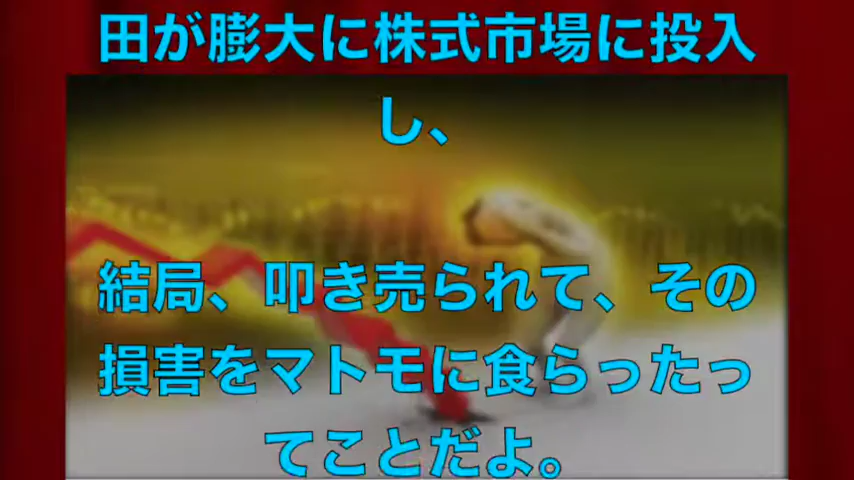 田が膨大に株式市場に投入
し、
結局、叩き売られて、その
損害をマトモに食らったっ
てことだよ。